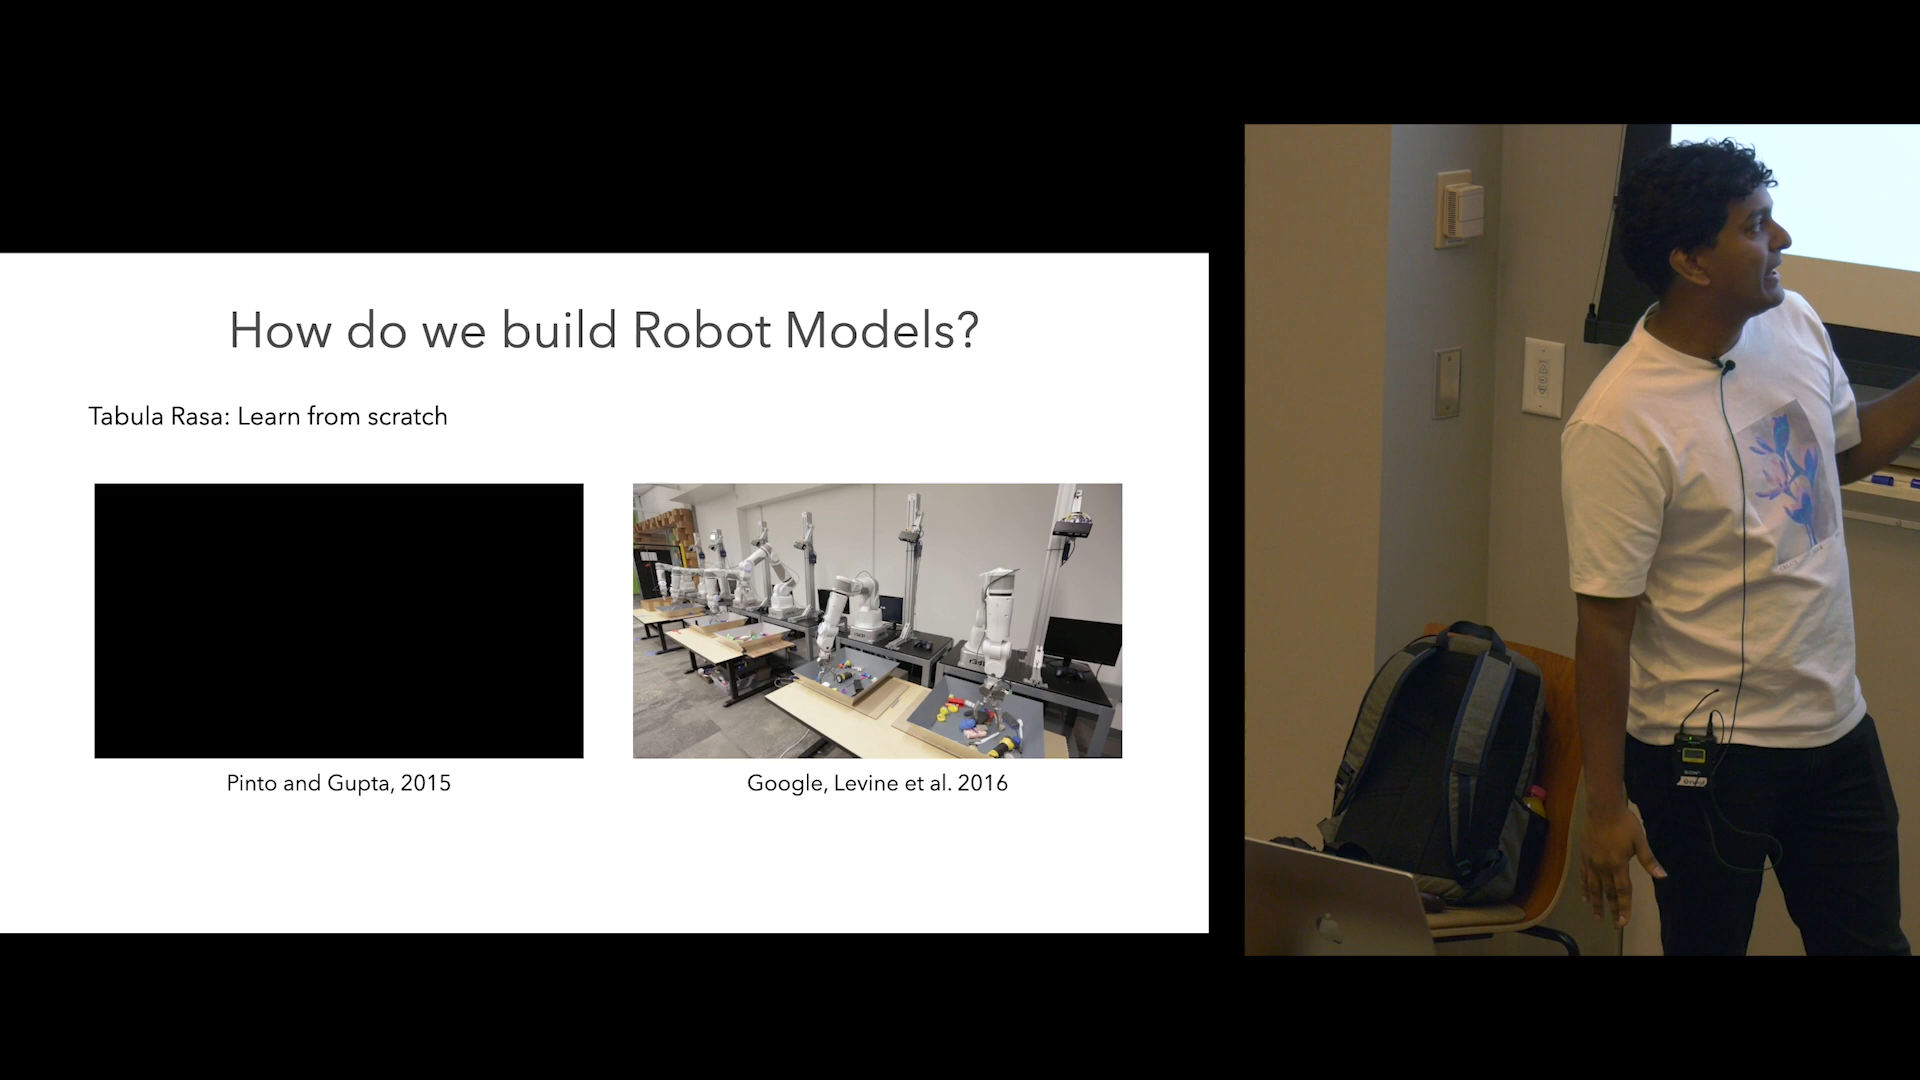 How do we build Robot Models?
Tabula Rasa: Learn from scratch
Pinto and Gupta, 2015
Google, Levine et al. 2016